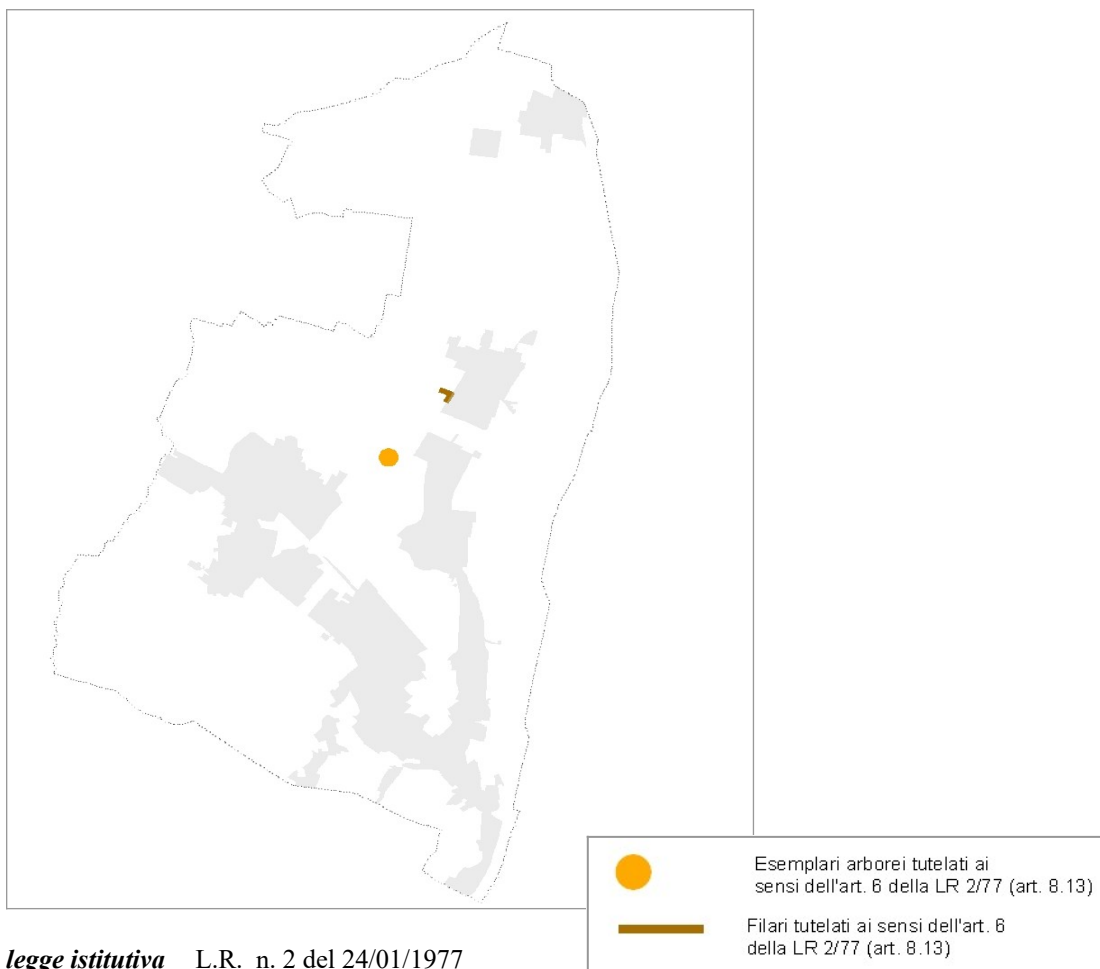 Esemplari arborei tutelati ai
sensi dell'art. 6 della LR 2/77 (art. 8.13)
Filari tutelati ai sensi dell'art. 6
della LR 2/77 (art. 8.13)
legge istitutiva L.R. n. 2 del 24/01/1977